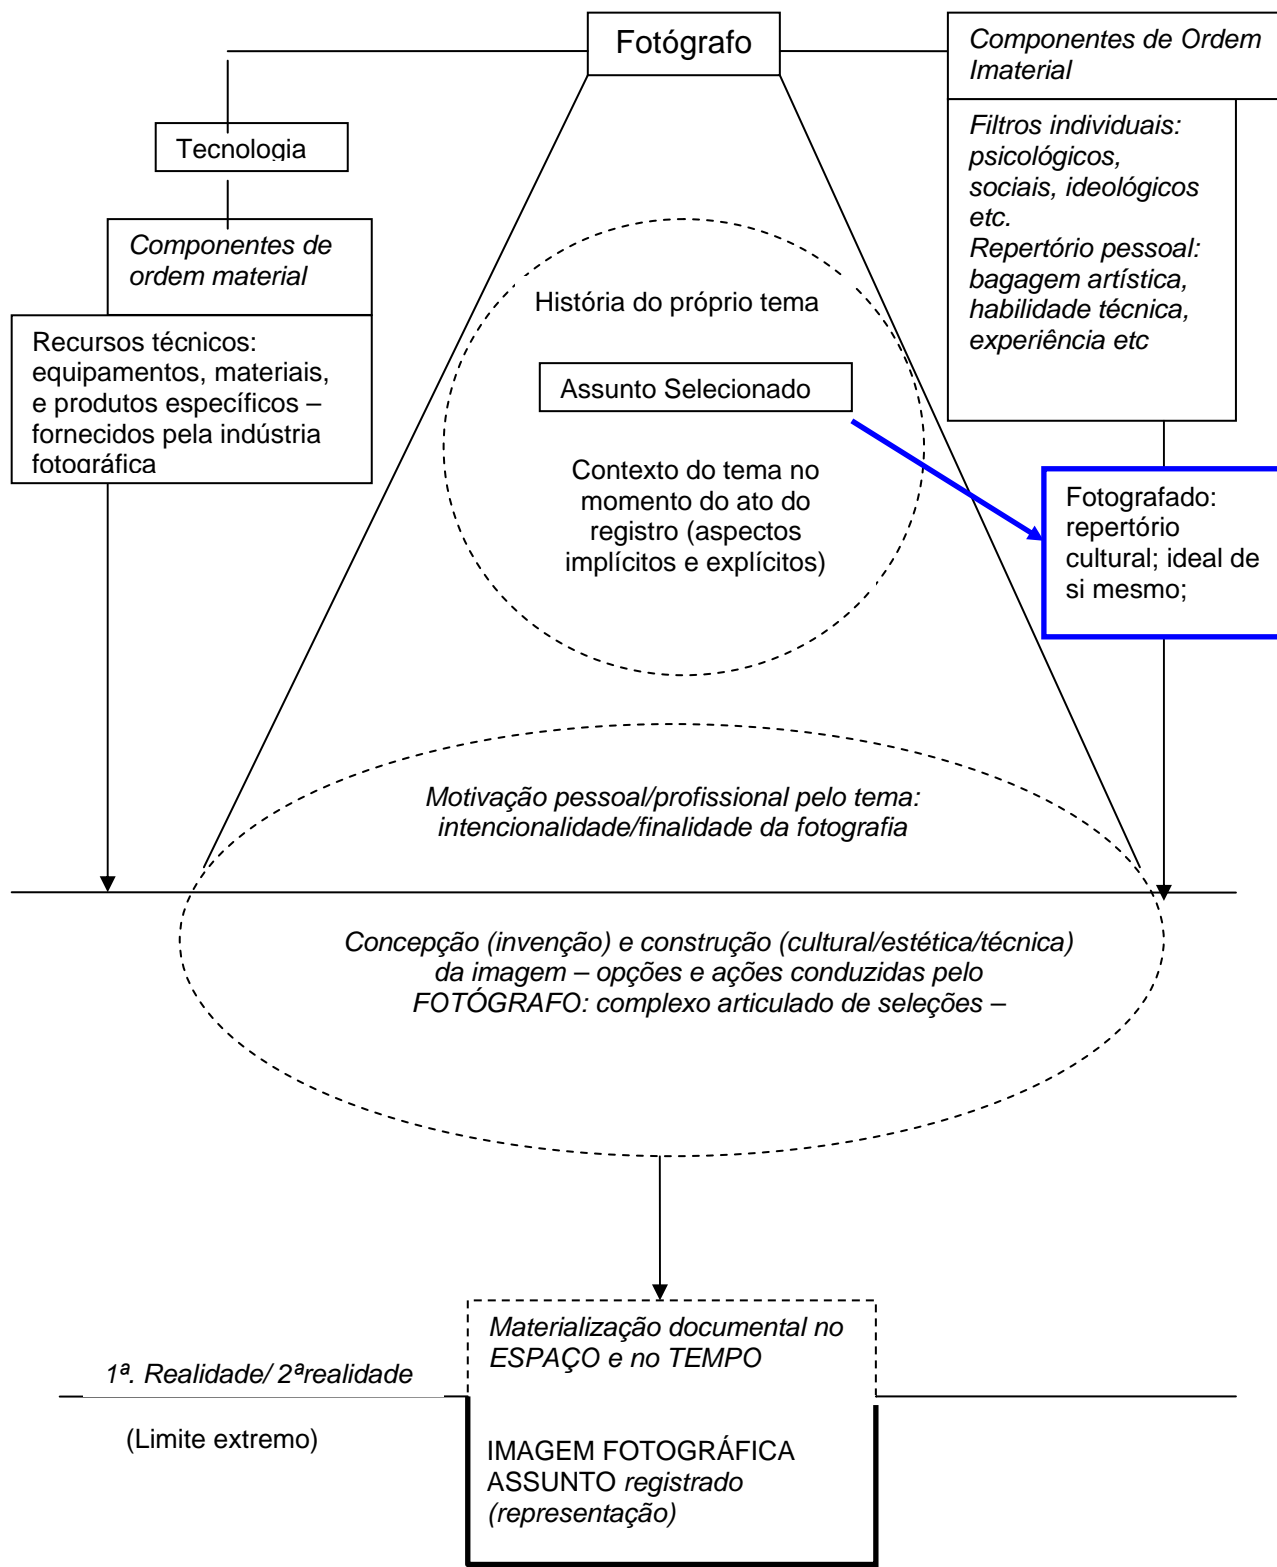 Fotógrafo
Componentes de Ordem
Imaterial
Filtros individuais:
psicológicos,
sociais, ideológicos
etc.
Repertório pessoal:
bagagem artística,
habilidade técnica,
experiência etc
Tecnologia
Componentes de
ordem material
Recursos técnicos:
equipamentos, materiais,
e produtos específicos –
fornecidos pela indústria
fotográfica
História do próprio tema
Assunto Selecionado
Contexto do tema no
momento do ato do
registro (aspectos
implícitos e explícitos)
Fotografado:
repertório
cultural; ideal de
si mesmo;
Motivação pessoal/profissional pelo tema:
intencionalidade/finalidade da fotografia
Concepção (invenção) e construção (cultural/estética/técnica)
da imagem – opções e ações conduzidas pelo
FOTÓGRAFO: complexo articulado de seleções –
Materialização documental no
ESPAÇO e no TEMPO
1ª. Realidade/ 2ªrealidade
(Limite extremo)
IMAGEM FOTOGRÁFICA
ASSUNTO registrado
(representação)